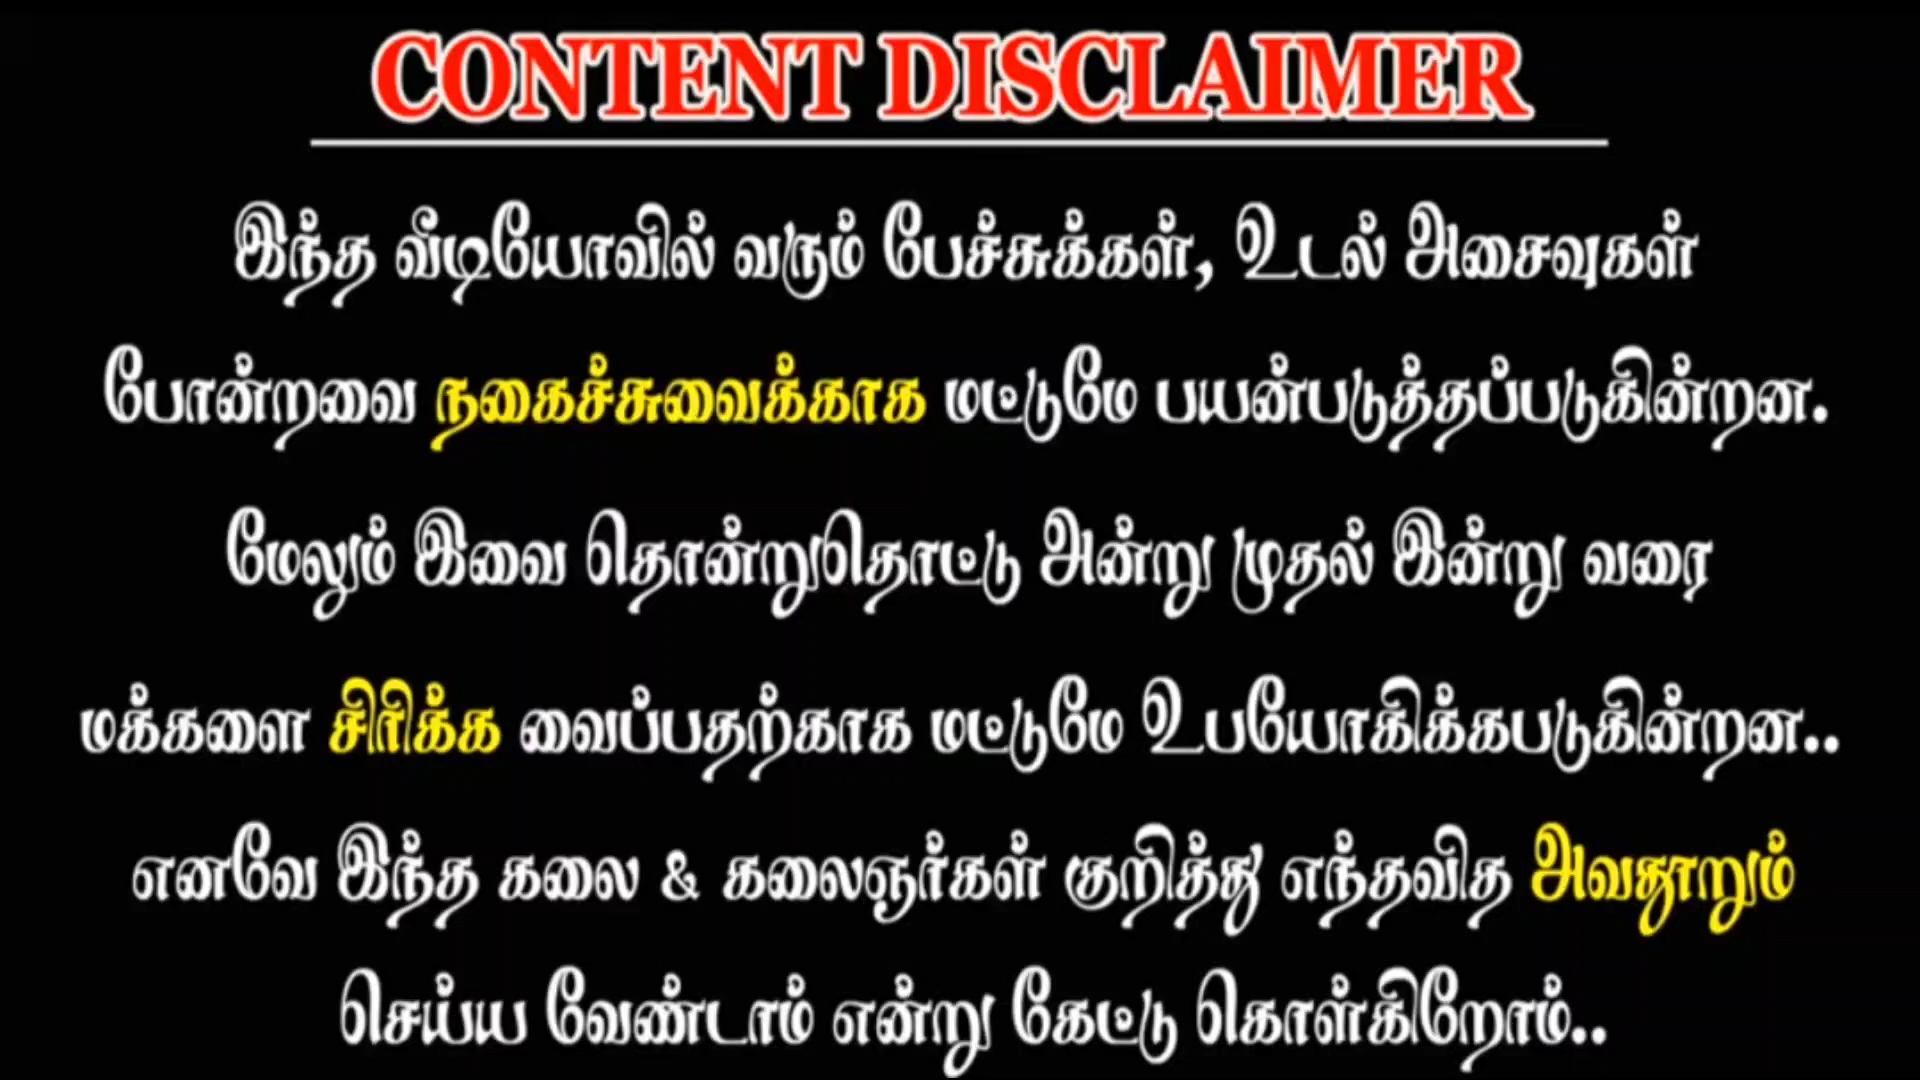 CONTENT DISCLAIMER
இந்த வீடியோவில் வரும் பேச்சுக்கள், உடல் அசைவுகள்
போன்றவை நகைச்சுவைக்காக மட்டுமே பயன்படுத்தப்படுகின்றன.
மேலும் இவை தொன்றுதொட்டு அன்று முதல் இன்று வரை
மக்களை சிரிக்க வைப்பதற்காக மட்டுமே உபயோகிக்கபடுகின்றன..
எனவே இந்த கலை & கலைஞர்கள் குறித்து எந்தவித அவதூறும்
செய்ய வேண்டாம் என்று கேட்டு கொள்கிறோம்..